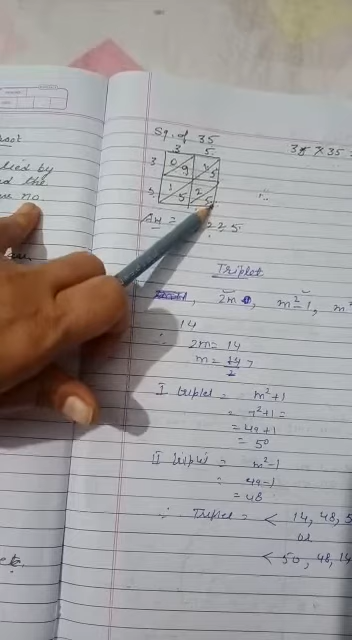 Sq. of 35
35 × 35
3 5
3 0 9 1 5
5 1 5 2 5
Ans = 225
no.
Triplet
2m, m²-1, m²
14
∴ 2m = 14
m = 14/2 7
I triplet = m²+1
= 7²+1 =
= 49+1
= 50
II triplet = m²-1
= 49-1
= 48
∴ Triplet = < 14, 48, 5
or
< 50, 48, 14